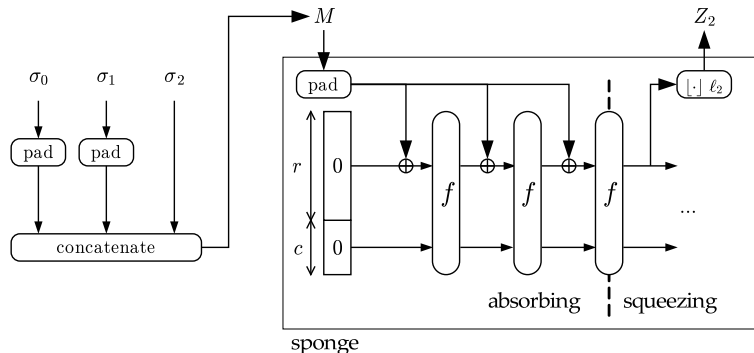 M
Z₂
σ₀ σ₁ σ₂
pad
⌊·⌋ ℓ₂
pad pad
r
0
f f f
...
concatenate
c
0
absorbing squeezing
sponge